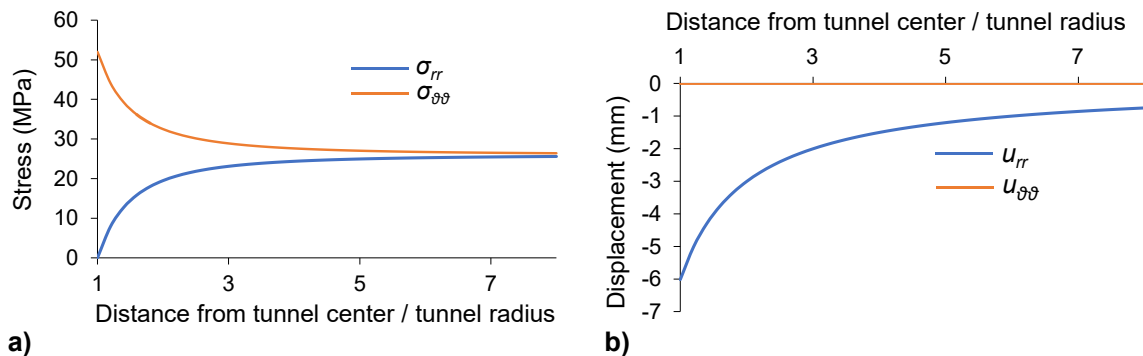 60
50
40
30
20
10
0
Stress (MPa)
σrr
σϑϑ
1 3 5 7
Distance from tunnel center / tunnel radius
a)
Distance from tunnel center / tunnel radius
1 3 5 7
0
-1
-2
-3
-4
-5
-6
-7
Displacement (mm)
urr
uϑϑ
b)